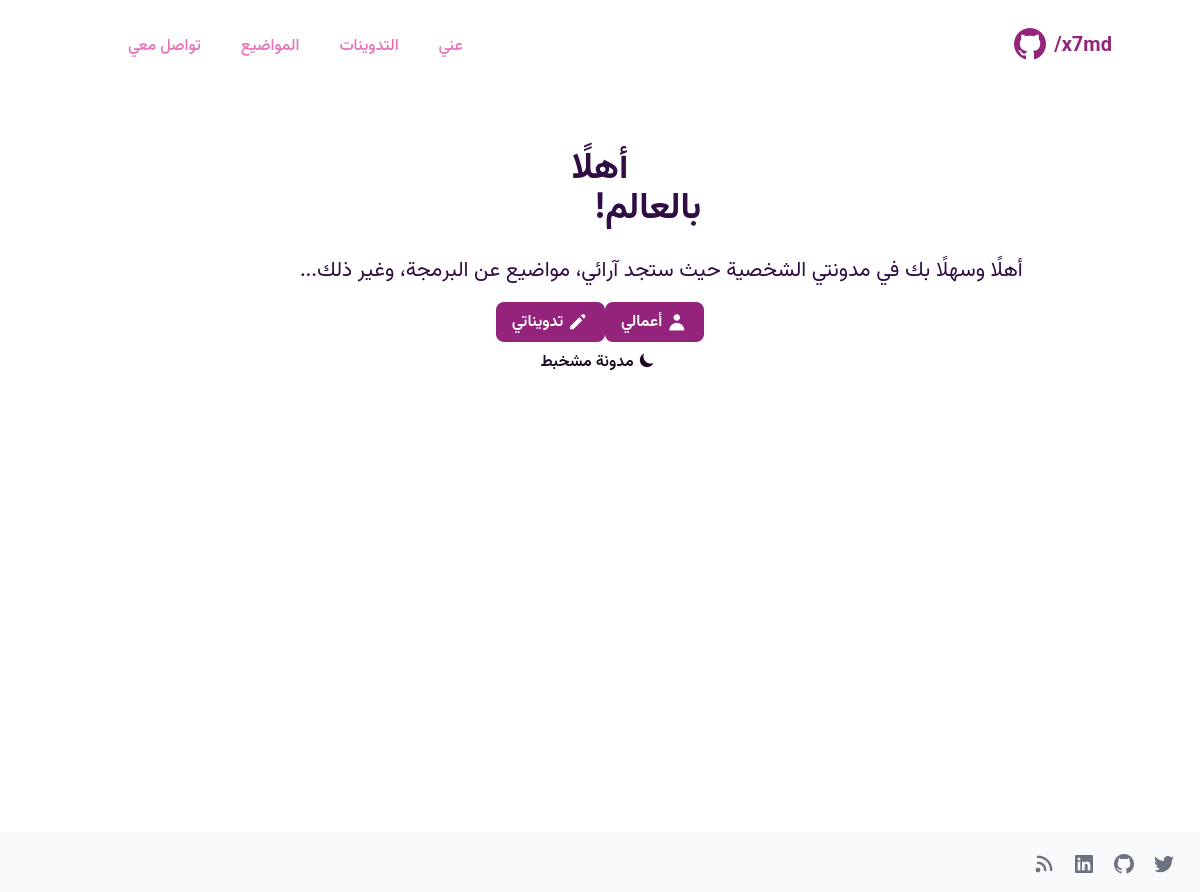 /x7md
عني
التدوينات
المواضيع
تواصل معي
أهلًا
بالعالم!
أهلًا وسهلًا بك في مدونتي الشخصية حيث ستجد آرائي، مواضيع عن البرمجة، وغير ذلك...
أعمالي
تدويناتي
مدونة مشخبط